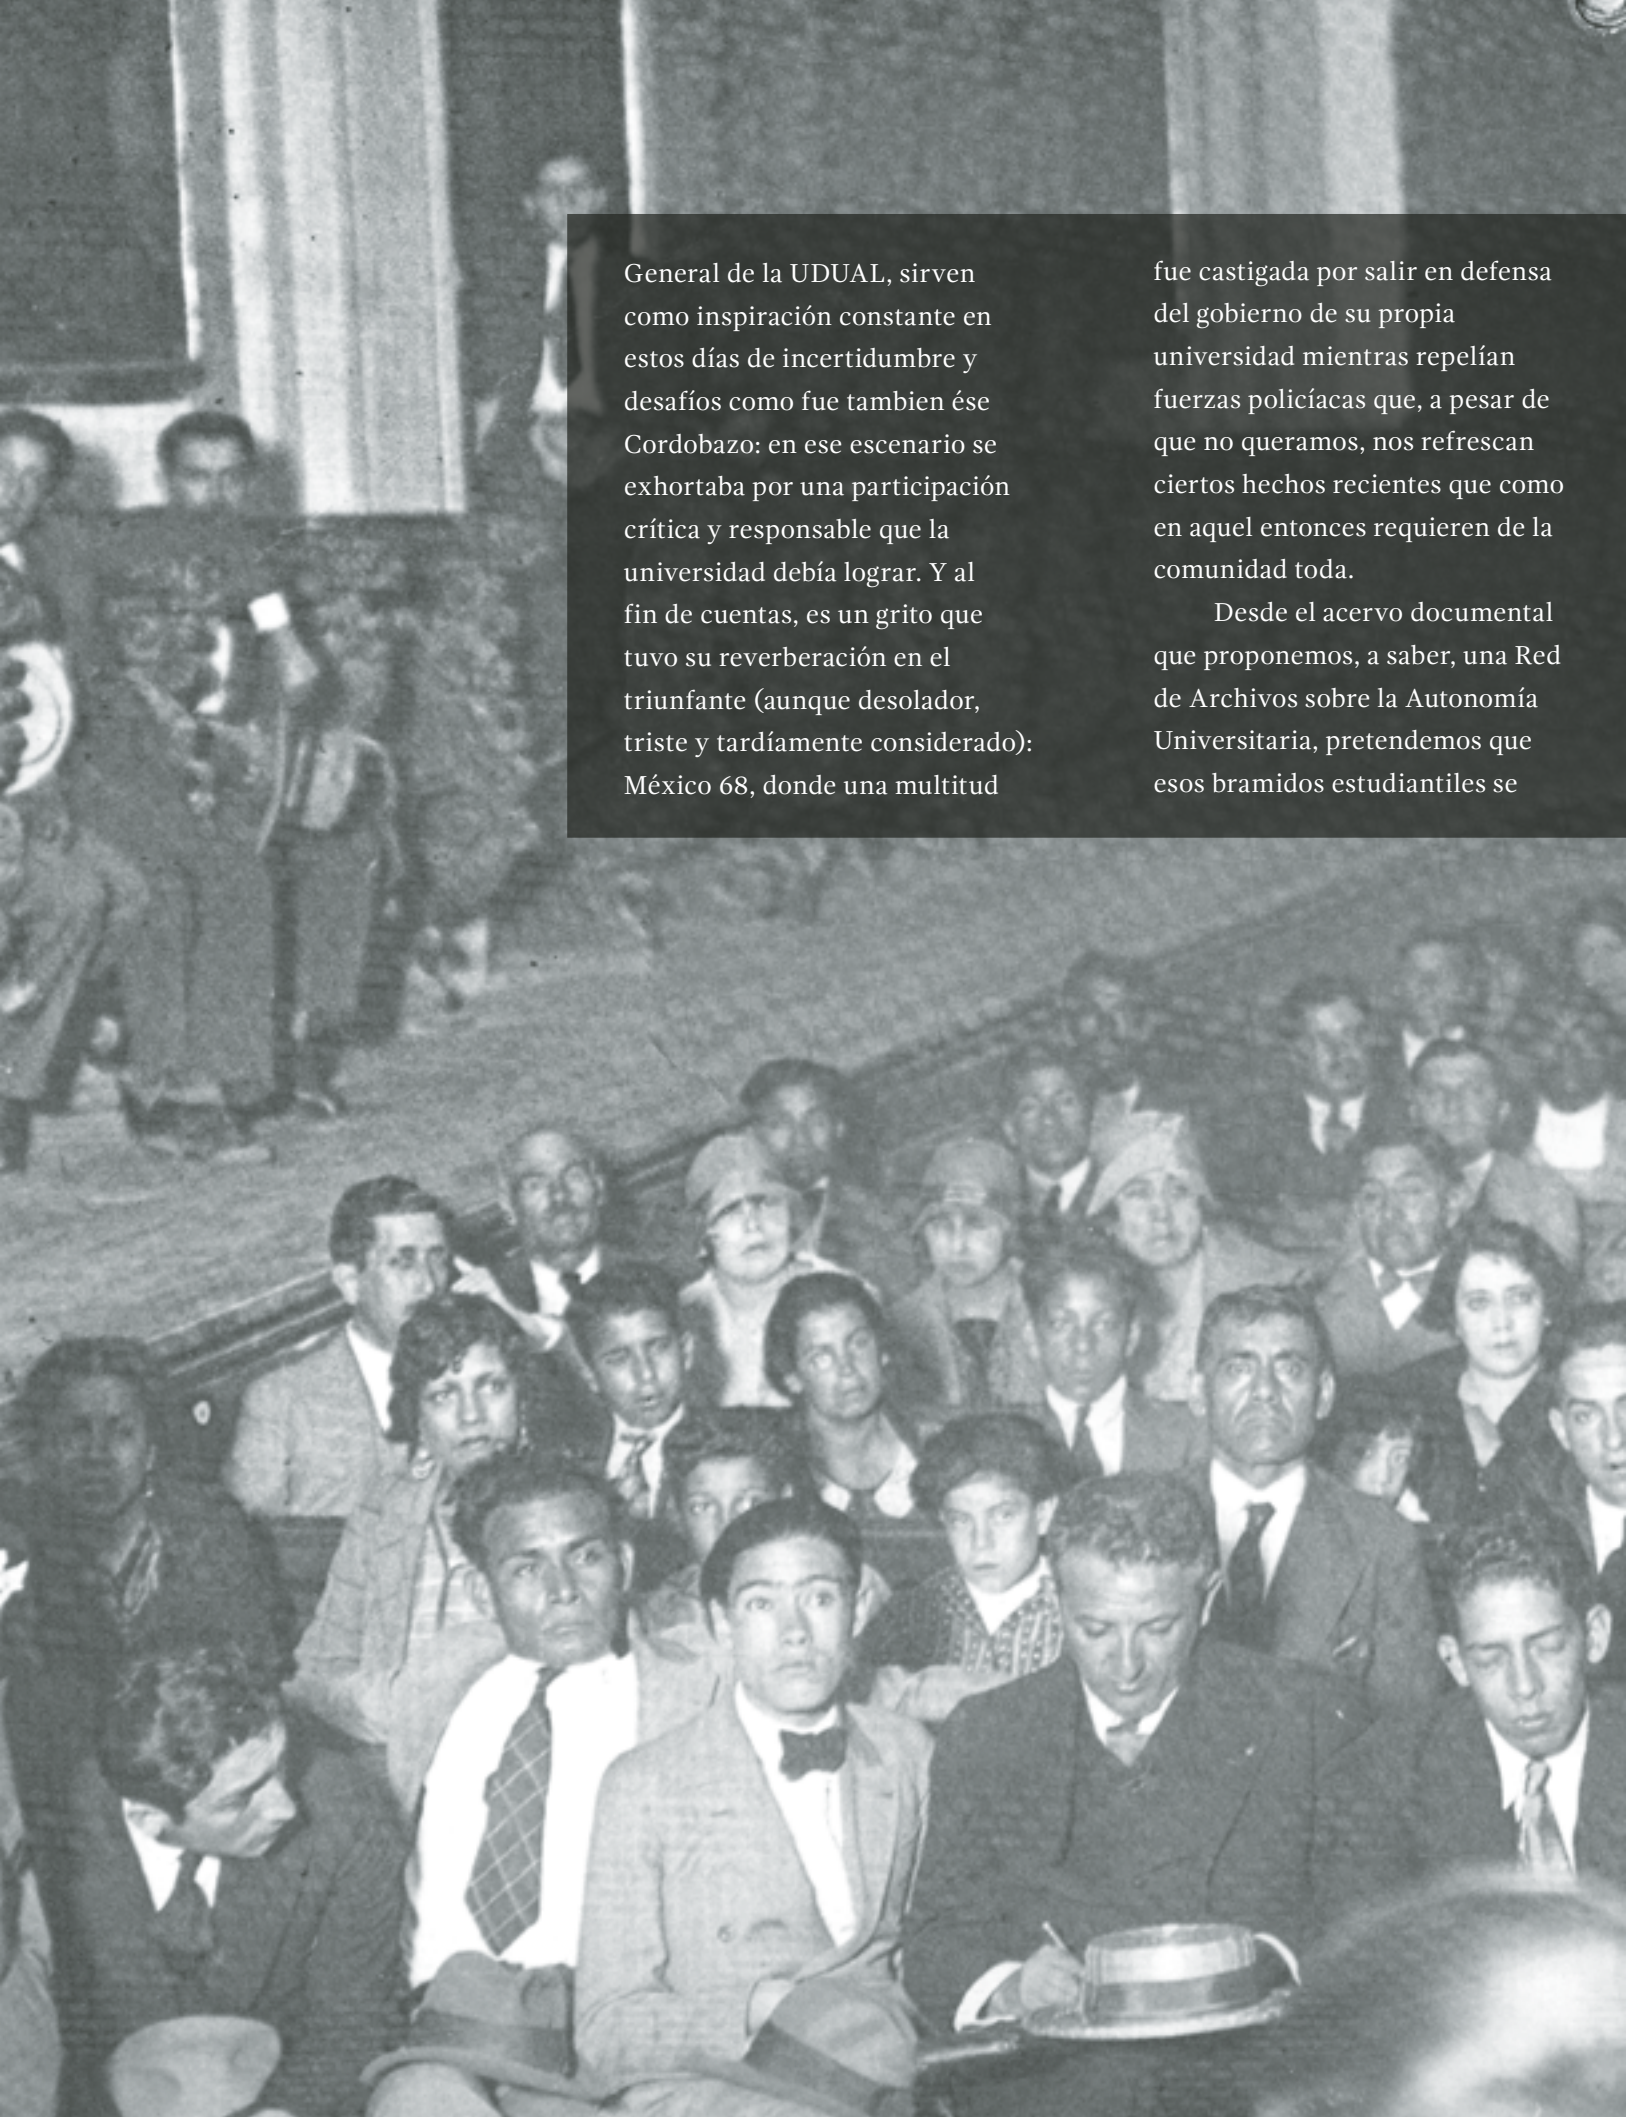 General de la UDUAL, sirven
como inspiración constante en
estos días de incertidumbre y
desafíos como fue tambien ése
Cordobazo: en ese escenario se
exhortaba por una participación
crítica y responsable que la
universidad debía lograr. Y al
fin de cuentas, es un grito que
tuvo su reverberación en el
triunfante (aunque desolador,
triste y tardíamente considerado):
México 68, donde una multitud
fue castigada por salir en defensa
del gobierno de su propia
universidad mientras repelían
fuerzas policíacas que, a pesar de
que no queramos, nos refrescan
ciertos hechos recientes que como
en aquel entonces requieren de la
comunidad toda.
Desde el acervo documental
que proponemos, a saber, una Red
de Archivos sobre la Autonomía
Universitaria, pretendemos que
esos bramidos estudiantiles se